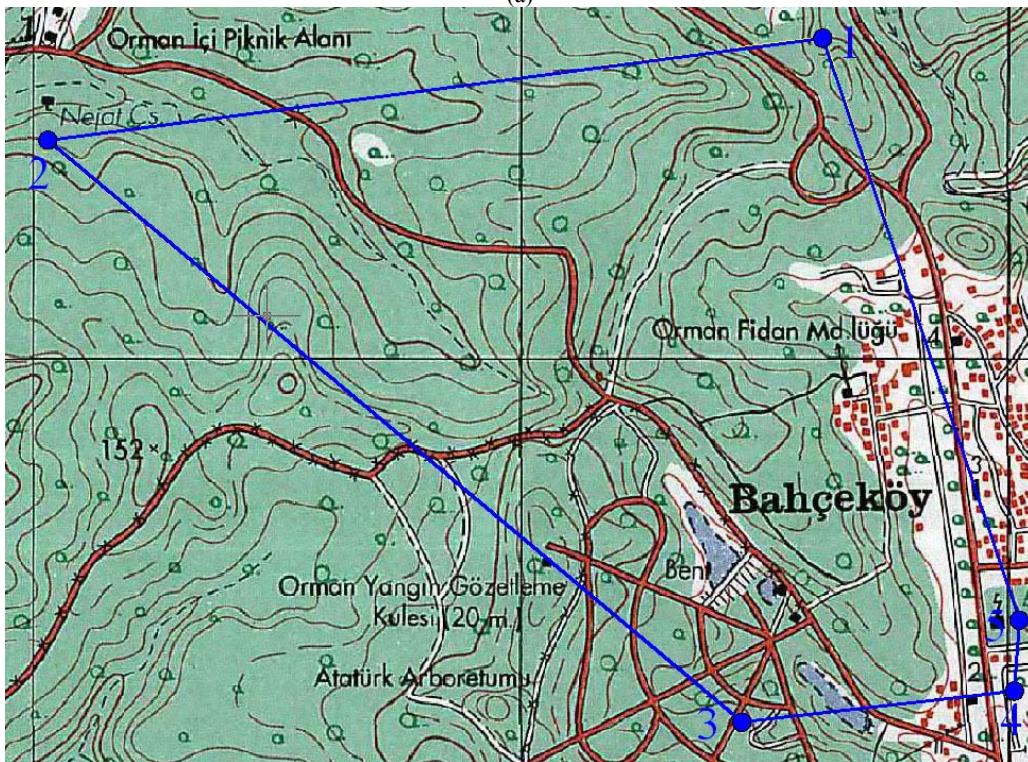 (a)
Orman İçi Piknik Alanı
1
Nejat Çs.
2
Orman Fidan Md.lüğü
4
152
3
Bahçeköy
Bent
Orman Yangın Gözetleme
Kulesi (20 m.)
5
Atatürk Arboretumu
2
3
4